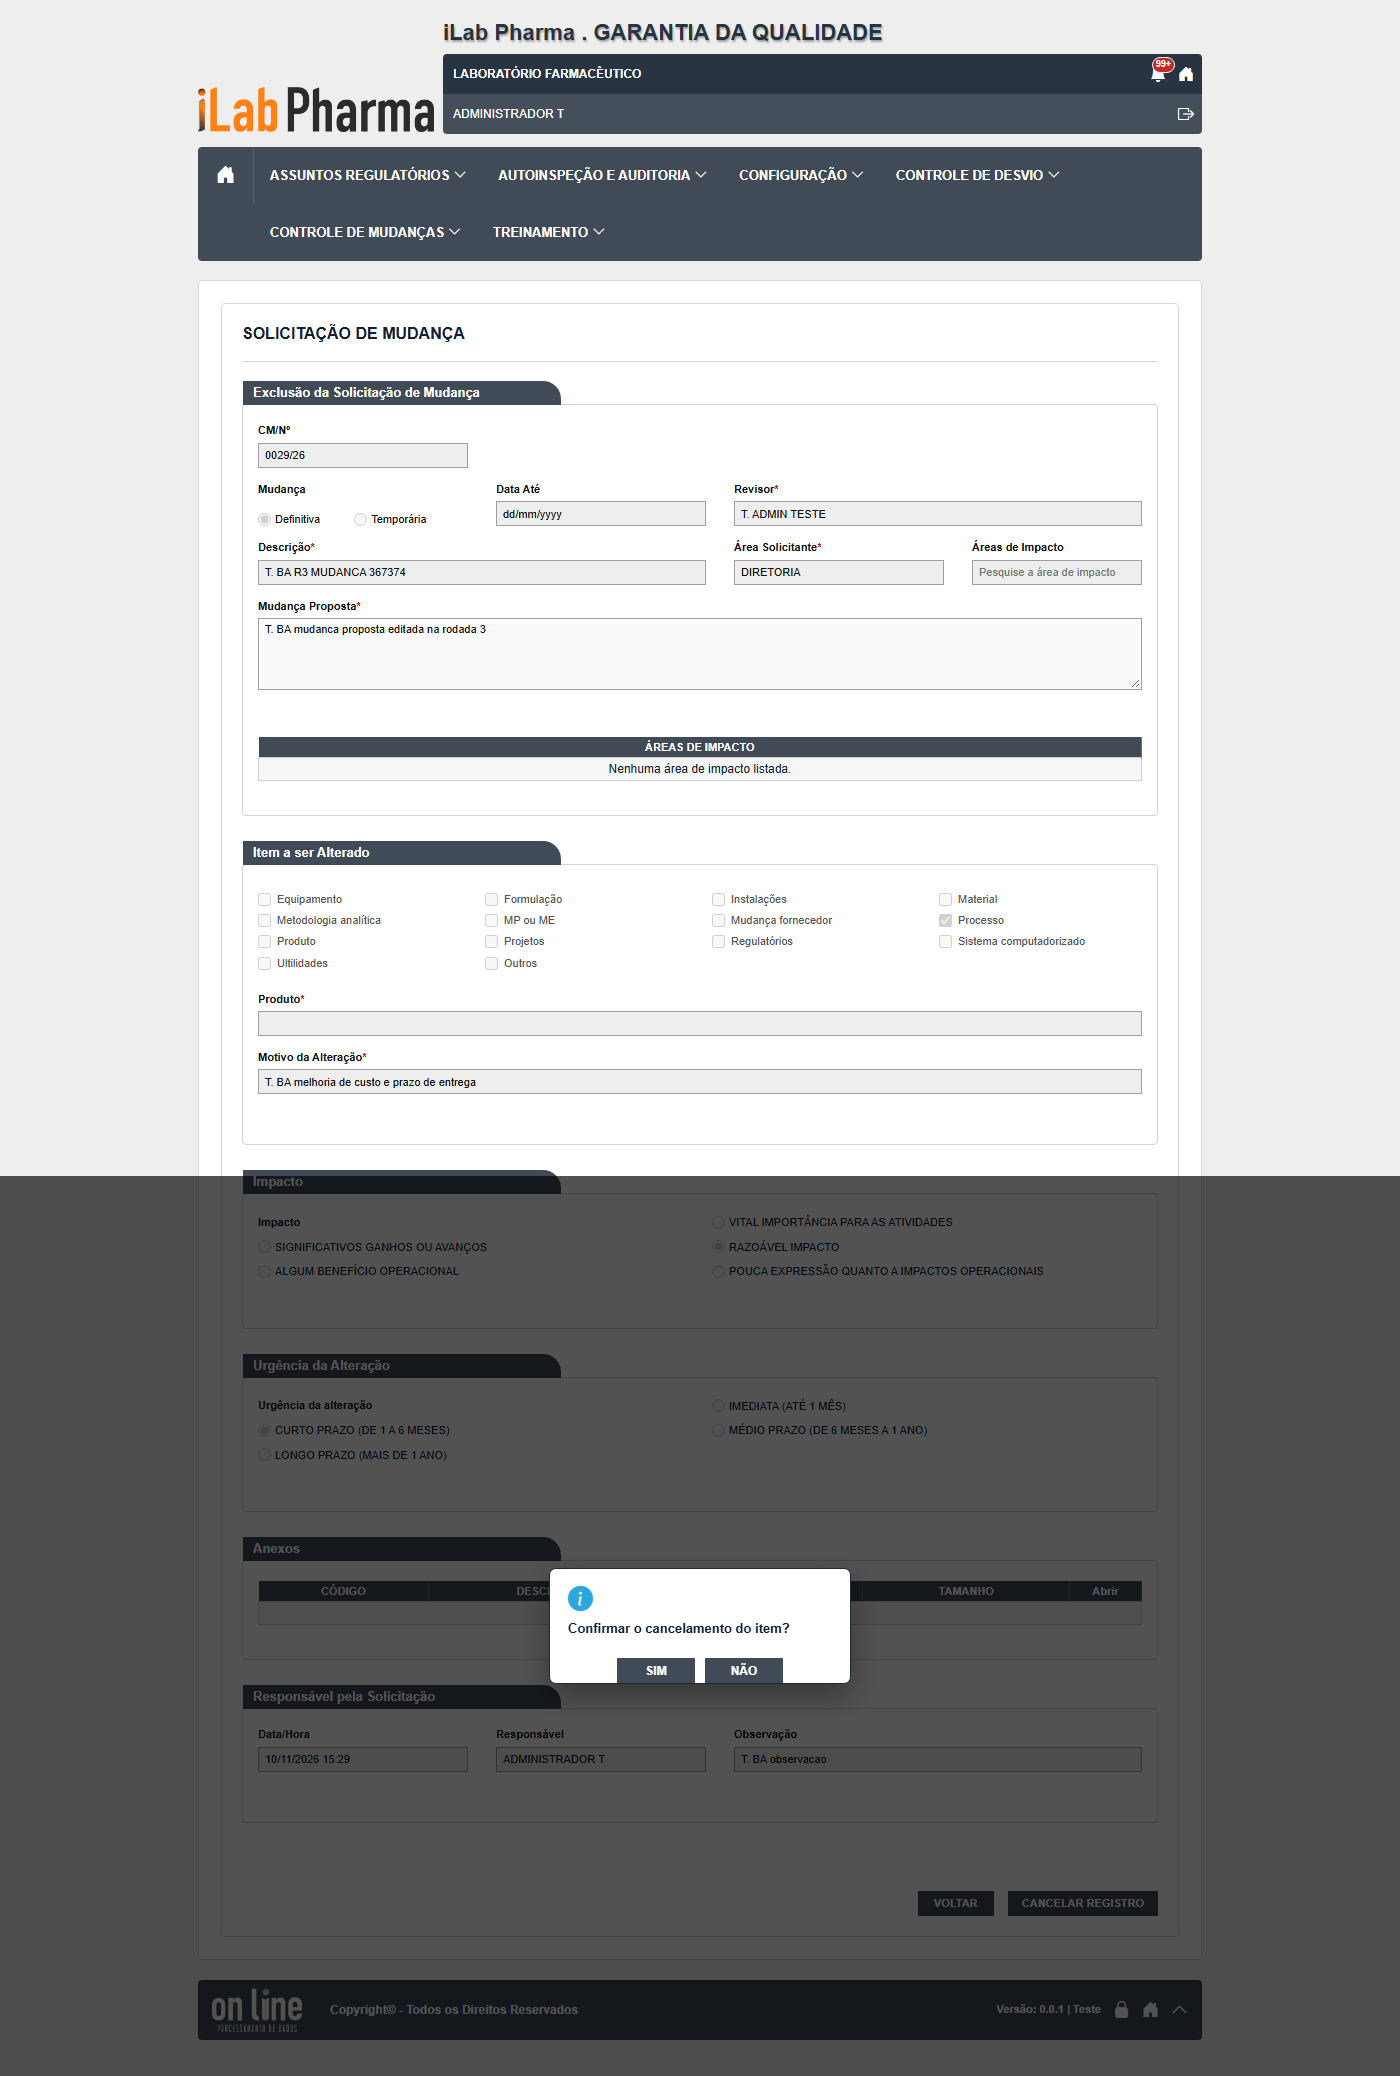 iLab Pharma . GARANTIA DA QUALIDADE
iLab Pharma
LABORATÓRIO FARMACÊUTICO
99+
ADMINISTRADOR T
ASSUNTOS REGULATÓRIOS
AUTOINSPEÇÃO E AUDITORIA
CONFIGURAÇÃO
CONTROLE DE DESVIO
CONTROLE DE MUDANÇAS
TREINAMENTO
SOLICITAÇÃO DE MUDANÇA
Exclusão da Solicitação de Mudança
CM/Nº
0029/26
Mudança
Data Até
Revisor*
Definitiva
Temporária
dd/mm/yyyy
T. ADMIN TESTE
Descrição*
Área Solicitante*
Áreas de Impacto
T. BA R3 MUDANCA 367374
DIRETORIA
Pesquise a área de impacto
Mudança Proposta*
T. BA mudanca proposta editada na rodada 3
ÁREAS DE IMPACTO
Nenhuma área de impacto listada.
Item a ser Alterado
Equipamento
Formulação
Instalações
Material
Metodologia analítica
MP ou ME
Mudança fornecedor
Processo
Produto
Projetos
Regulatórios
Sistema computadorizado
Ultilidades
Outros
Produto*
Motivo da Alteração*
T. BA melhoria de custo e prazo de entrega
Impacto
Impacto
VITAL IMPORTÂNCIA PARA AS ATIVIDADES
SIGNIFICATIVOS GANHOS OU AVANÇOS
RAZOÁVEL IMPACTO
ALGUM BENEFÍCIO OPERACIONAL
POUCA EXPRESSÃO QUANTO A IMPACTOS OPERACIONAIS
Urgência da Alteração
Urgência da alteração
IMEDIATA (ATÉ 1 MÊS)
CURTO PRAZO (DE 1 A 6 MESES)
MÉDIO PRAZO (DE 6 MESES A 1 ANO)
LONGO PRAZO (MAIS DE 1 ANO)
Anexos
CÓDIGO
DESCI
TAMANHO
Abrir
Confirmar o cancelamento do item?
SIM
NÃO
Responsável pela Solicitação
Data/Hora
Responsável
Observação
10/11/2026 15:29
ADMINISTRADOR T
T. BA observacao
VOLTAR
CANCELAR REGISTRO
on line
PROCESSAMENTO DE DADOS
Copyright© - Todos os Direitos Reservados
Versão: 0.0.1 | Teste